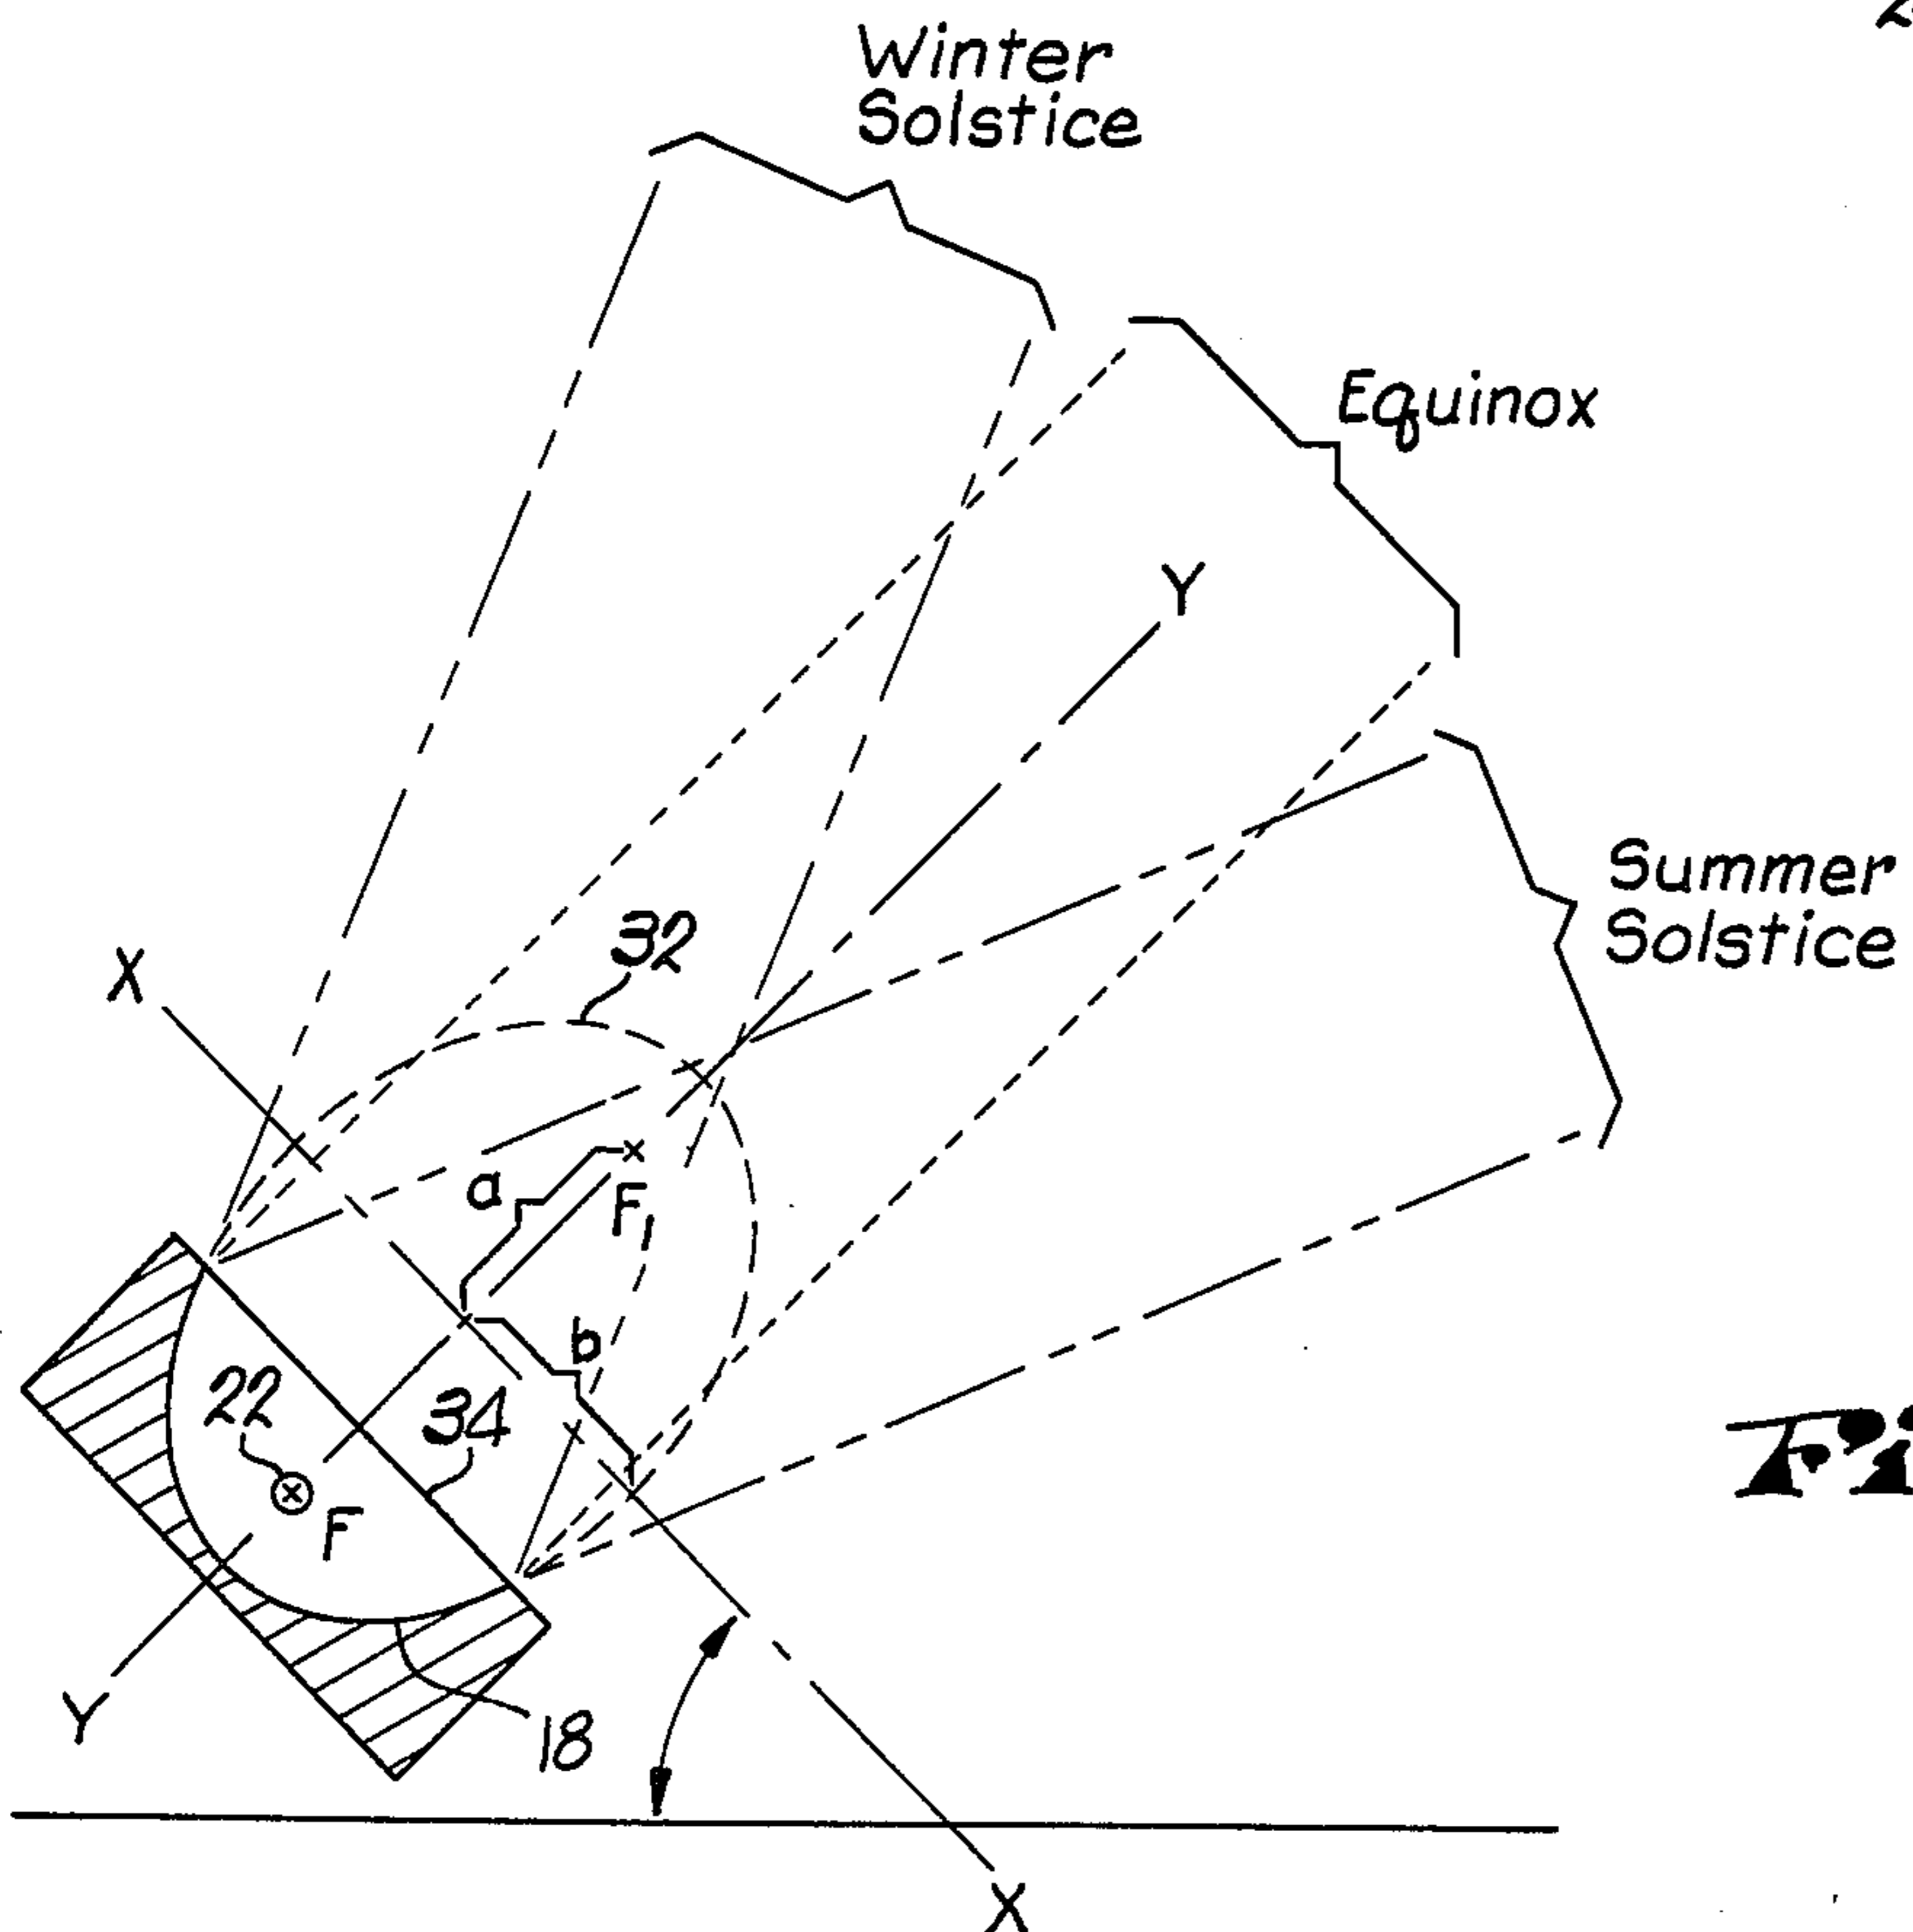 Winter
Solstice
Equinox
Y
Summer
Solstice
32
X
a
F1
b
22
34
F
Y
18
X